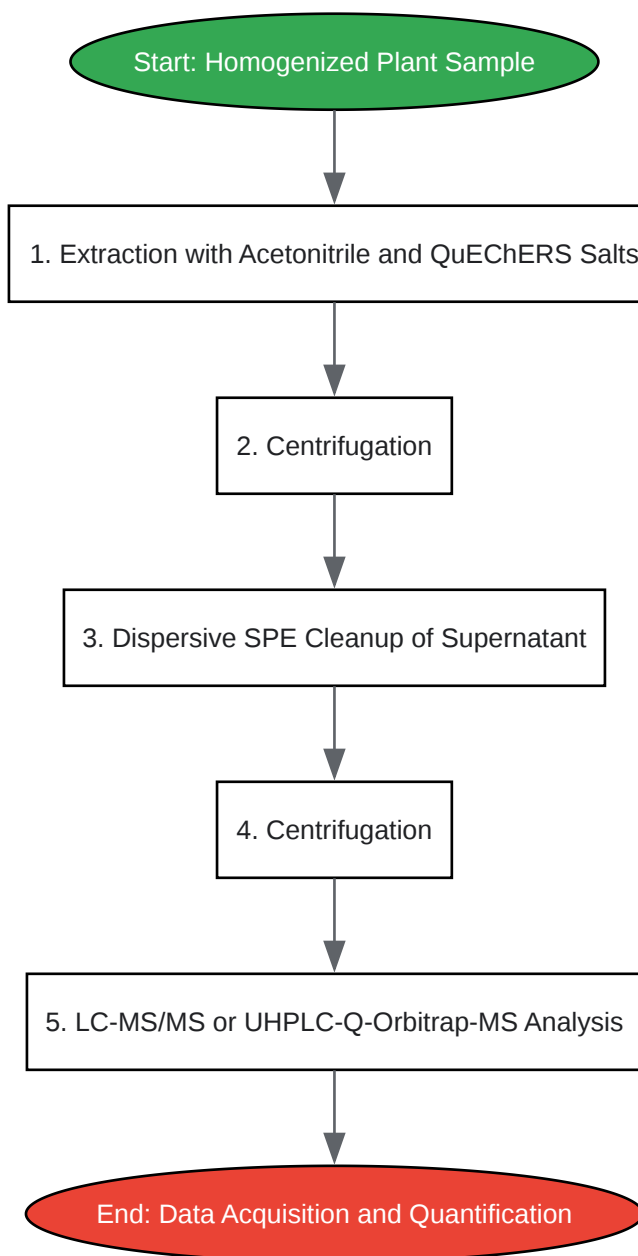 Start: Homogenized Plant Sample
1. Extraction with Acetonitrile and QuEChERS Salts
2. Centrifugation
3. Dispersive SPE Cleanup of Supernatant
4. Centrifugation
5. LC-MS/MS or UHPLC-Q-Orbitrap-MS Analysis
End: Data Acquisition and Quantification